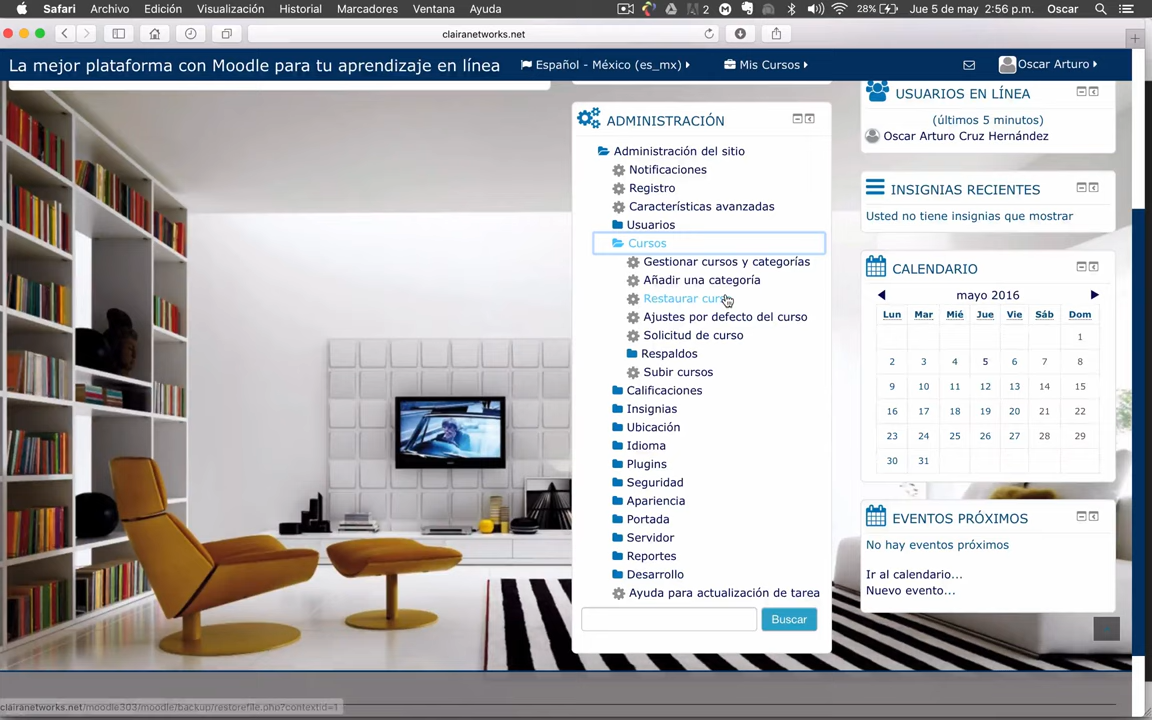 Safari Archivo Edición Visualización Historial Marcadores Ventana Ayuda 2 28% Jue 5 de may 2:56 p.m. Oscar
clairanetworks.net
La mejor plataforma con Moodle para tu aprendizaje en línea Español - México (es_mx) Mis Cursos Oscar Arturo
ADMINISTRACIÓN
Administración del sitio
Notificaciones
Registro
Características avanzadas
Usuarios
Cursos
Gestionar cursos y categorías
Añadir una categoría
Restaurar curso
Ajustes por defecto del curso
Solicitud de curso
Respaldos
Subir cursos
Calificaciones
Insignias
Ubicación
Idioma
Plugins
Seguridad
Apariencia
Portada
Servidor
Reportes
Desarrollo
Ayuda para actualización de tarea
Buscar
USUARIOS EN LÍNEA
(últimos 5 minutos)
Oscar Arturo Cruz Hernández
INSIGNIAS RECIENTES
Usted no tiene insignias que mostrar
CALENDARIO
mayo 2016
Lun Mar Mié Jue Vie Sáb Dom
1
2 3 4 5 6 7 8
9 10 11 12 13 14 15
16 17 18 19 20 21 22
23 24 25 26 27 28 29
30 31
EVENTOS PRÓXIMOS
No hay eventos próximos
Ir al calendario...
Nuevo evento...
clairanetworks.net/moodle303/moodle/backup/restorefile.php?contextid=1